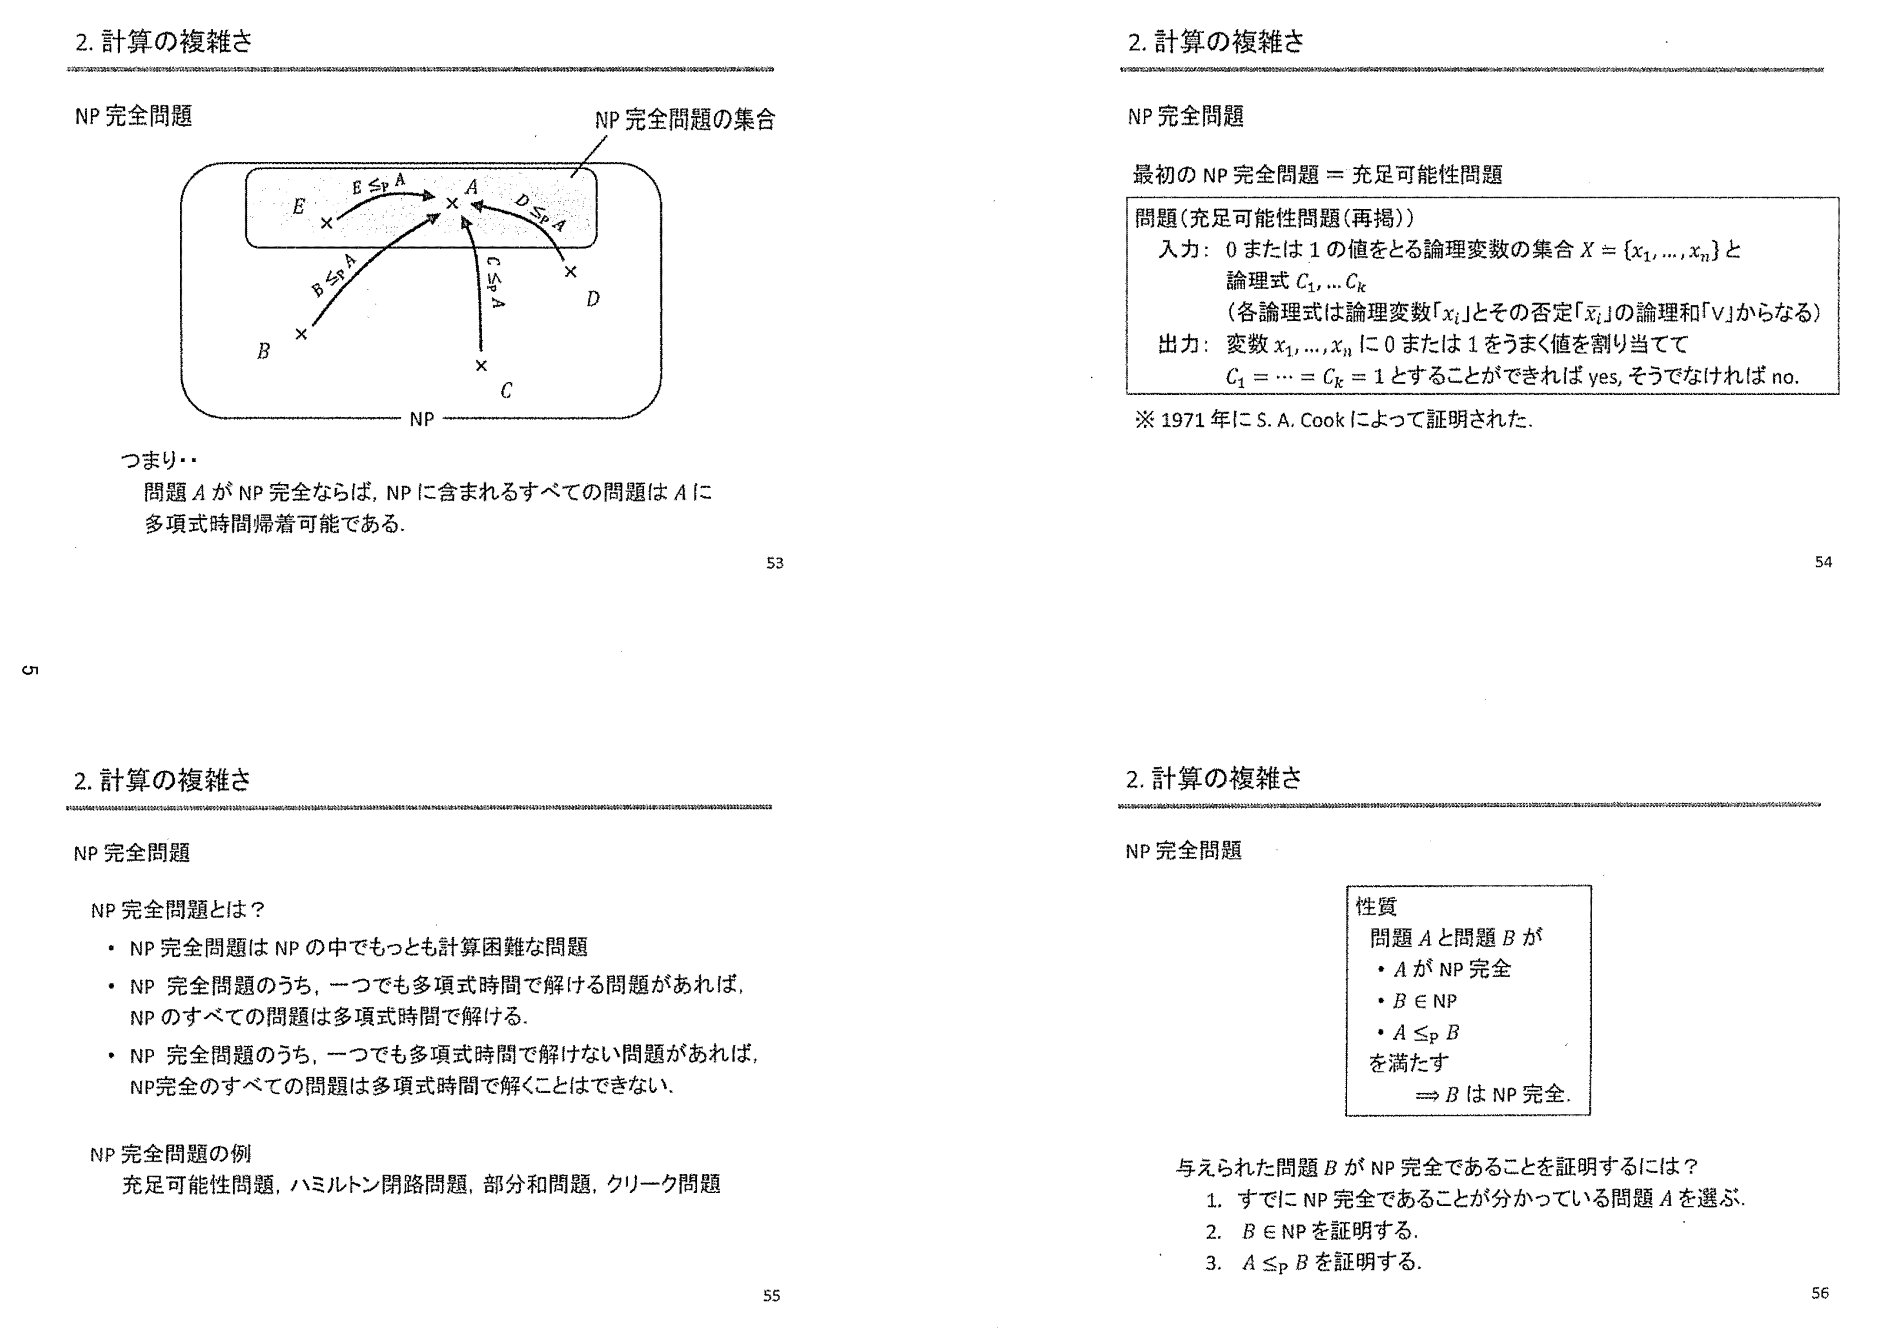 2. 計算の複雑さ
NP 完全問題
NP 完全問題の集合
E ≤P A
A
E
×
×
D ≤P A
B ≤P A
C ≤P A
×
D
×
B
×
C
NP
つまり・・
問題 A が NP 完全ならば, NP に含まれるすべての問題は A に
多項式時間帰着可能である.
53
2. 計算の複雑さ
NP 完全問題
最初の NP 完全問題 = 充足可能性問題
問題(充足可能性問題(再掲))
入力: 0 または 1 の値をとる論理変数の集合 X = {x1, …, xn} と
論理式 C1, … Ck
(各論理式は論理変数「xi」とその否定「x̅i」の論理和「∨」からなる)
出力: 変数 x1, …, xn に 0 または 1 をうまく値を割り当てて
C1 = ⋯ = Ck = 1 とすることができれば yes, そうでなければ no.
※ 1971 年に S. A. Cook によって証明された.
54
5
2. 計算の複雑さ
NP 完全問題
NP 完全問題とは？
• NP 完全問題は NP の中でもっとも計算困難な問題
• NP 完全問題のうち, 一つでも多項式時間で解ける問題があれば,
NP のすべての問題は多項式時間で解ける.
• NP 完全問題のうち, 一つでも多項式時間で解けない問題があれば,
NP完全のすべての問題は多項式時間で解くことはできない.
NP 完全問題の例
充足可能性問題, ハミルトン閉路問題, 部分和問題, クリーク問題
55
2. 計算の複雑さ
NP 完全問題
性質
問題 A と問題 B が
• A が NP 完全
• B ∈ NP
• A ≤P B
を満たす
⟹ B は NP 完全.
与えられた問題 B が NP 完全であることを証明するには？
1. すでに NP 完全であることが分かっている問題 A を選ぶ.
2. B ∈ NP を証明する.
3. A ≤P B を証明する.
56